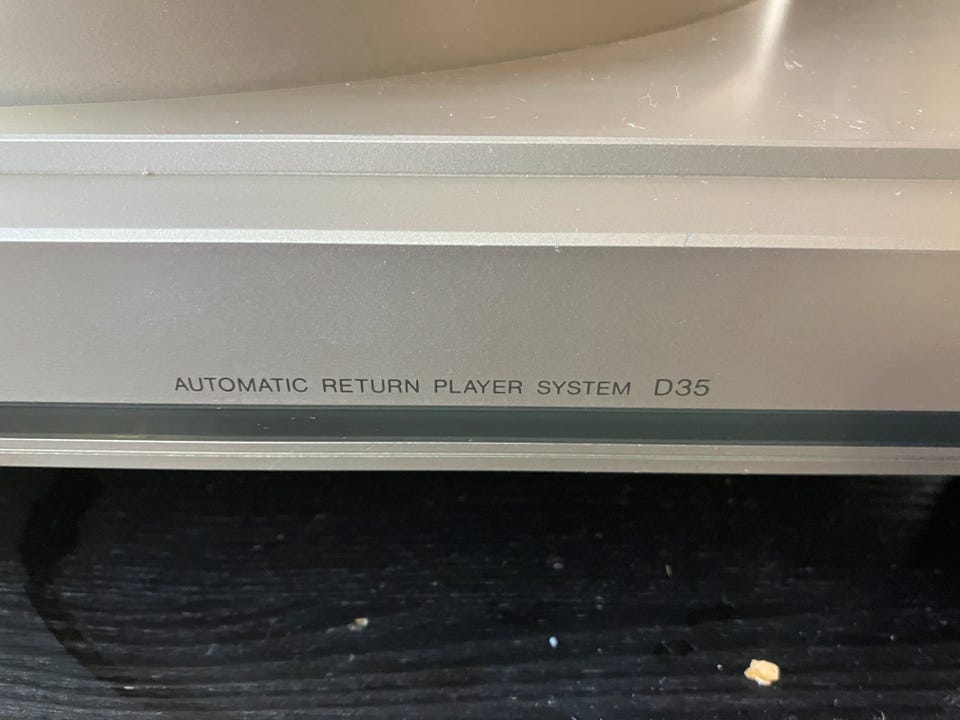 AUTOMATIC RETURN PLAYER SYSTEM D35